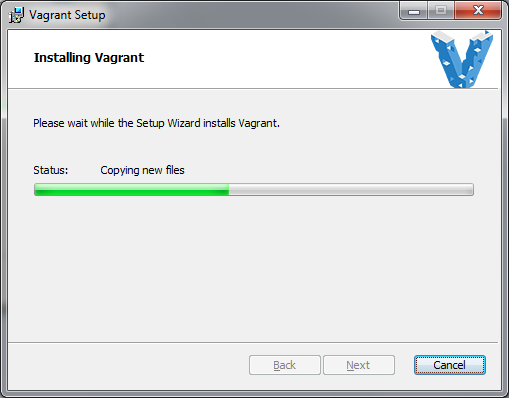 Vagrant Setup
Installing Vagrant
Please wait while the Setup Wizard installs Vagrant.
Status: Copying new files
Back Next Cancel